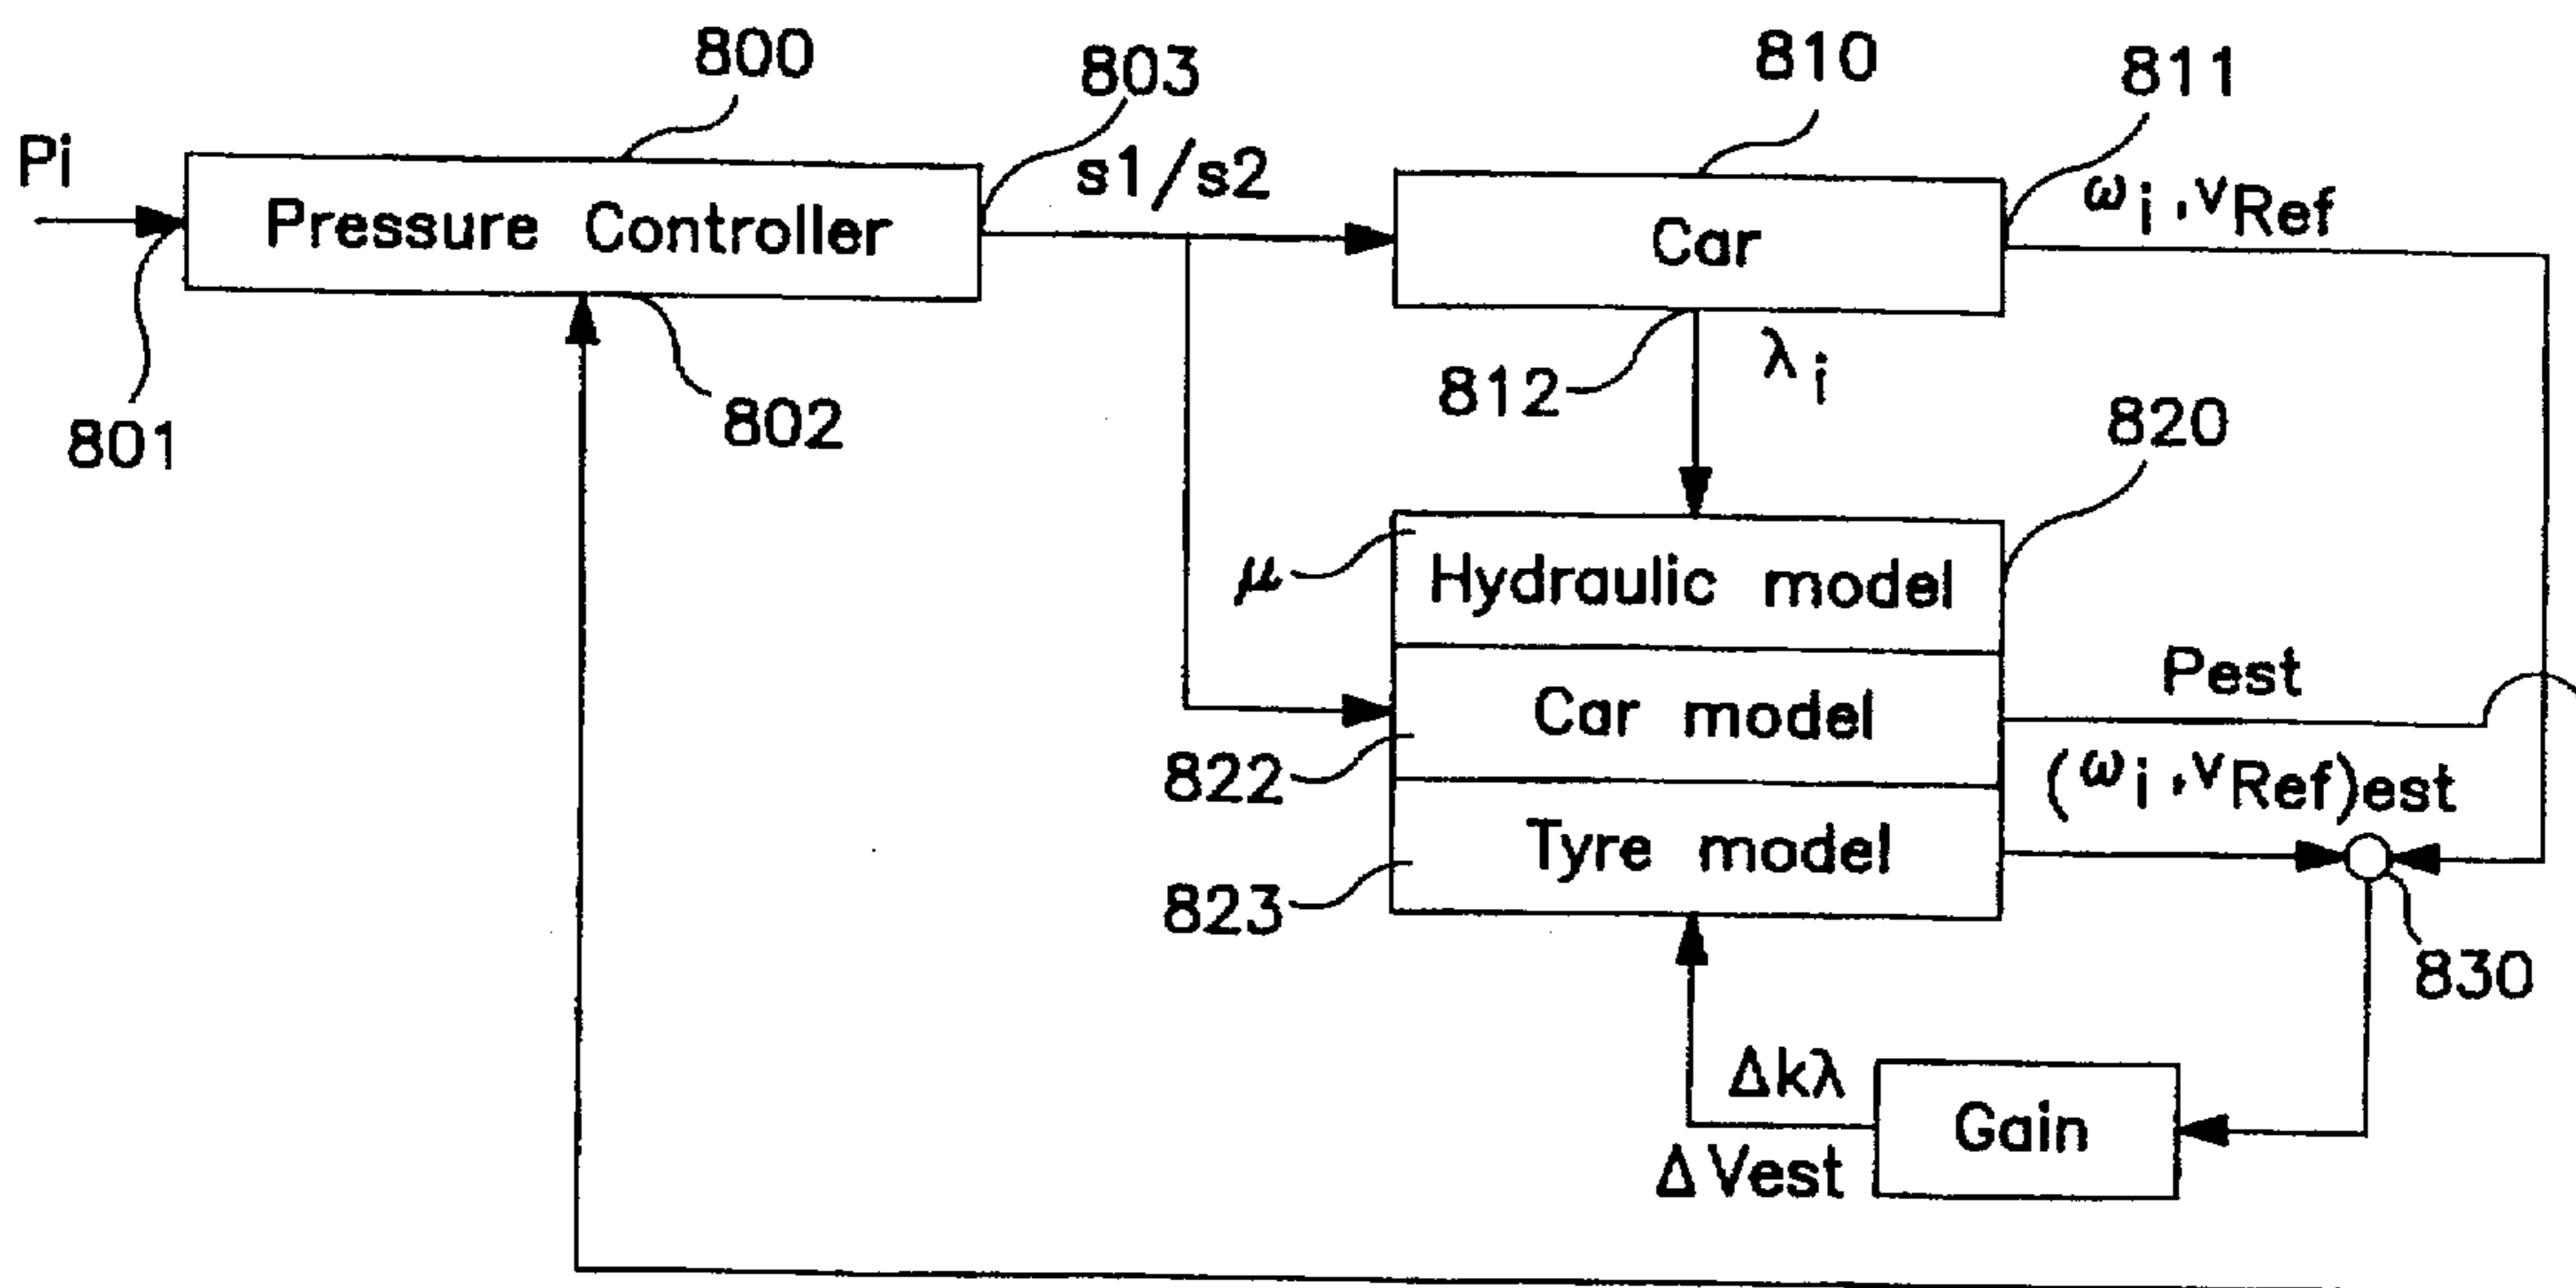 800
803
810
811
Pi
s1/s2
ωi, vRef
Pressure Controller
Car
801
802
812
λi
820
μ
Hydraulic model
Pest
822
Car model
(ωi, vRef)est
823
Tyre model
830
Δkλ
Gain
ΔVest